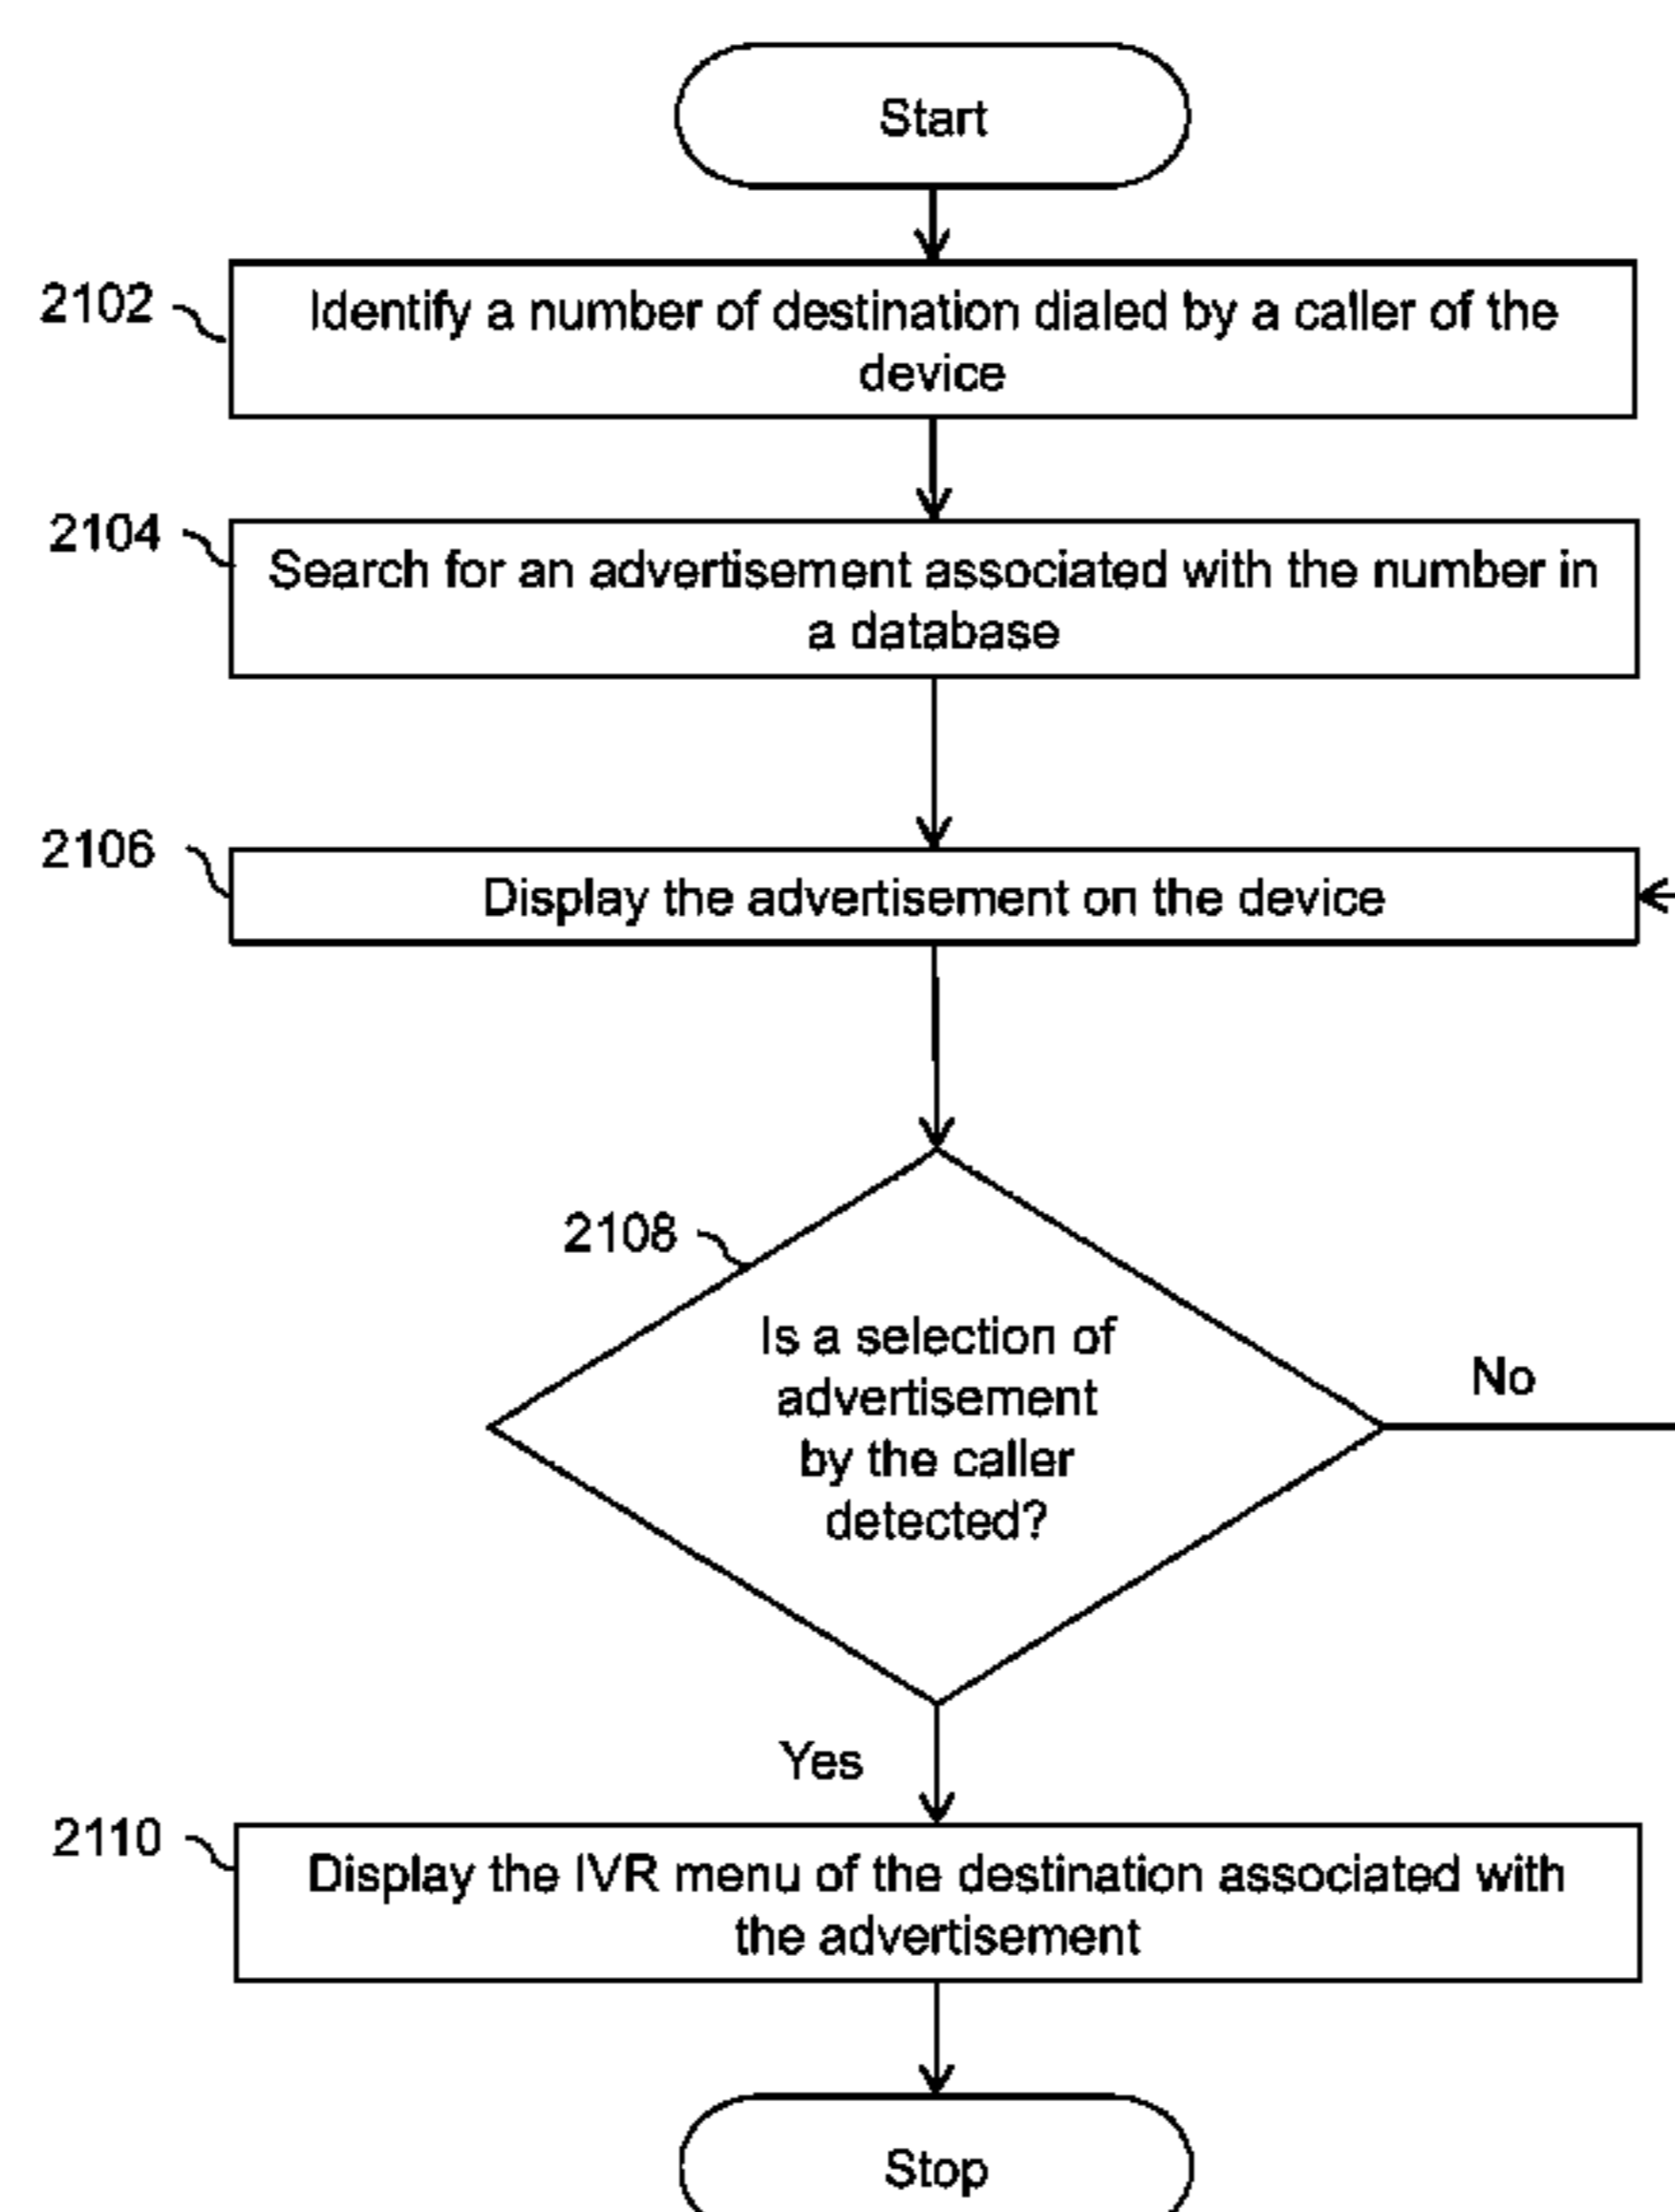 Start
2102
Identify a number of destination dialed by a caller of the
device
2104
Search for an advertisement associated with the number in
a database
2106
Display the advertisement on the device
2108
Is a selection of
advertisement
by the caller
detected?
No
Yes
2110
Display the IVR menu of the destination associated with
the advertisement
Stop